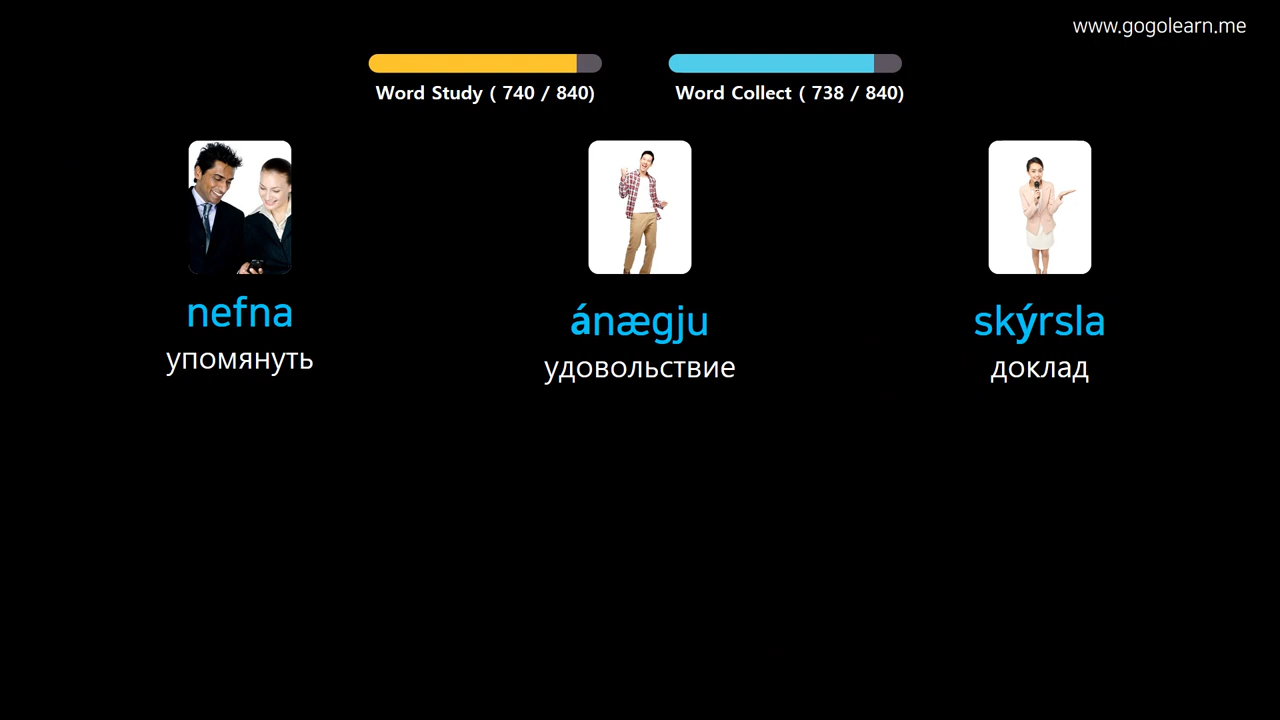 www.gogolearn.me
Word Study ( 740 / 840)
Word Collect ( 738 / 840)
nefna
ánægju
skýrsla
упомянуть
удовольствие
доклад